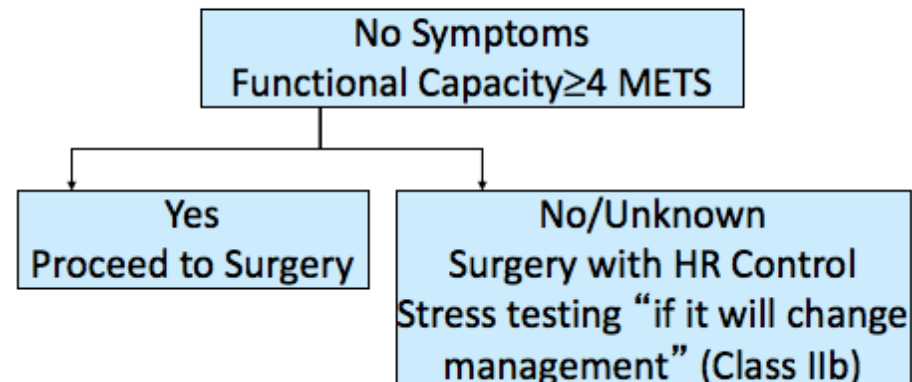 No Symptoms
Functional Capacity≥4 METS
Yes
Proceed to Surgery
No/Unknown
Surgery with HR Control
Stress testing “if it will change
management” (Class IIb)